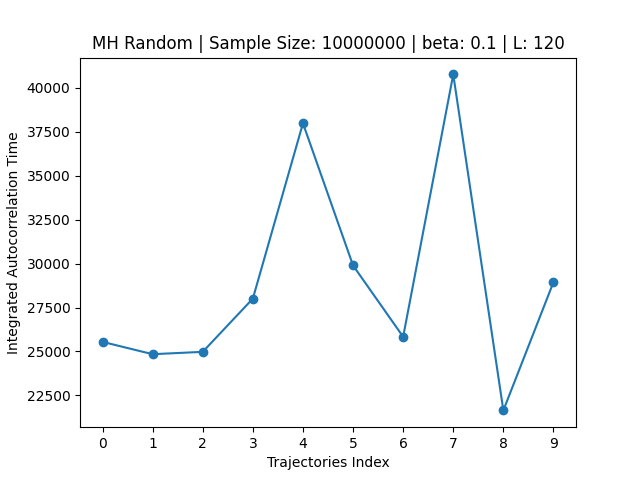 MH Random | Sample Size: 10000000 | beta: 0.1 | L: 120
Integrated Autocorrelation Time
40000
37500
35000
32500
30000
27500
25000
22500
0 1 2 3 4 5 6 7 8 9
Trajectories Index